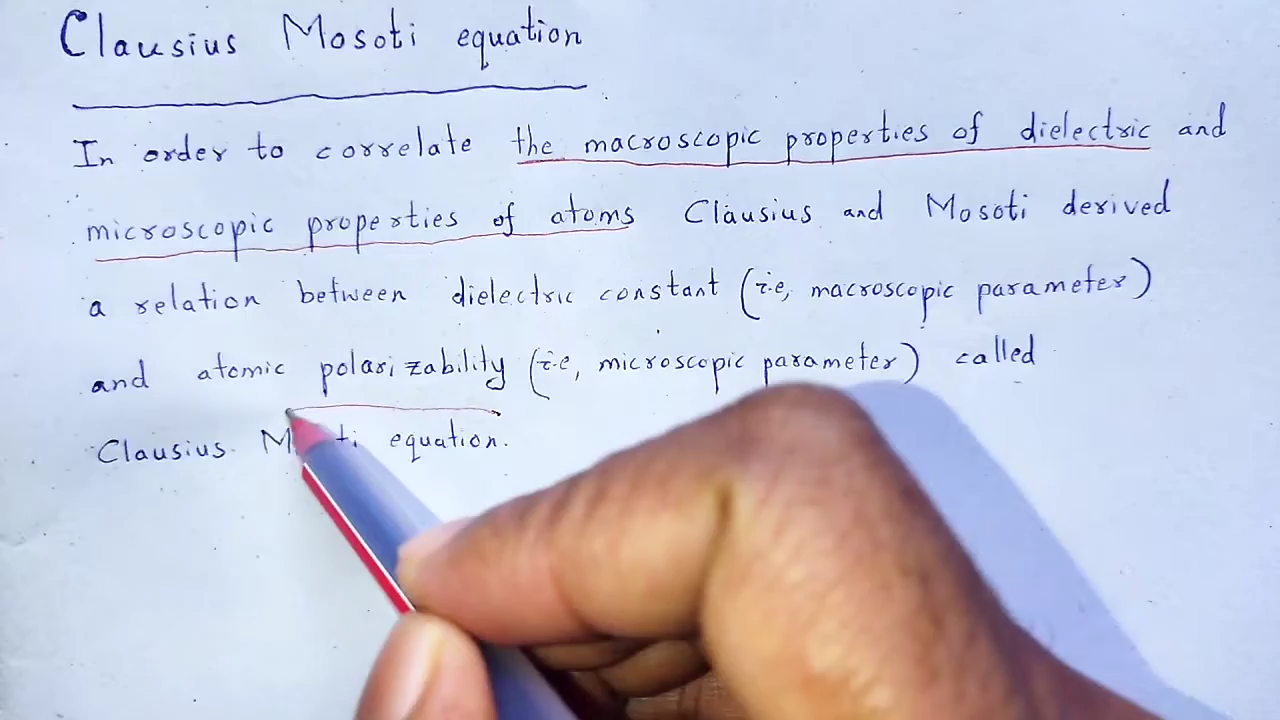 Clausius Mosoti equation
In order to correlate the macroscopic properties of dielectric and
microscopic properties of atoms Clausius and Mosoti derived
a relation between dielectric constant (i.e, macroscopic parameter)
and atomic polarizability (i.e, microscopic parameter) called
Clausius equation.